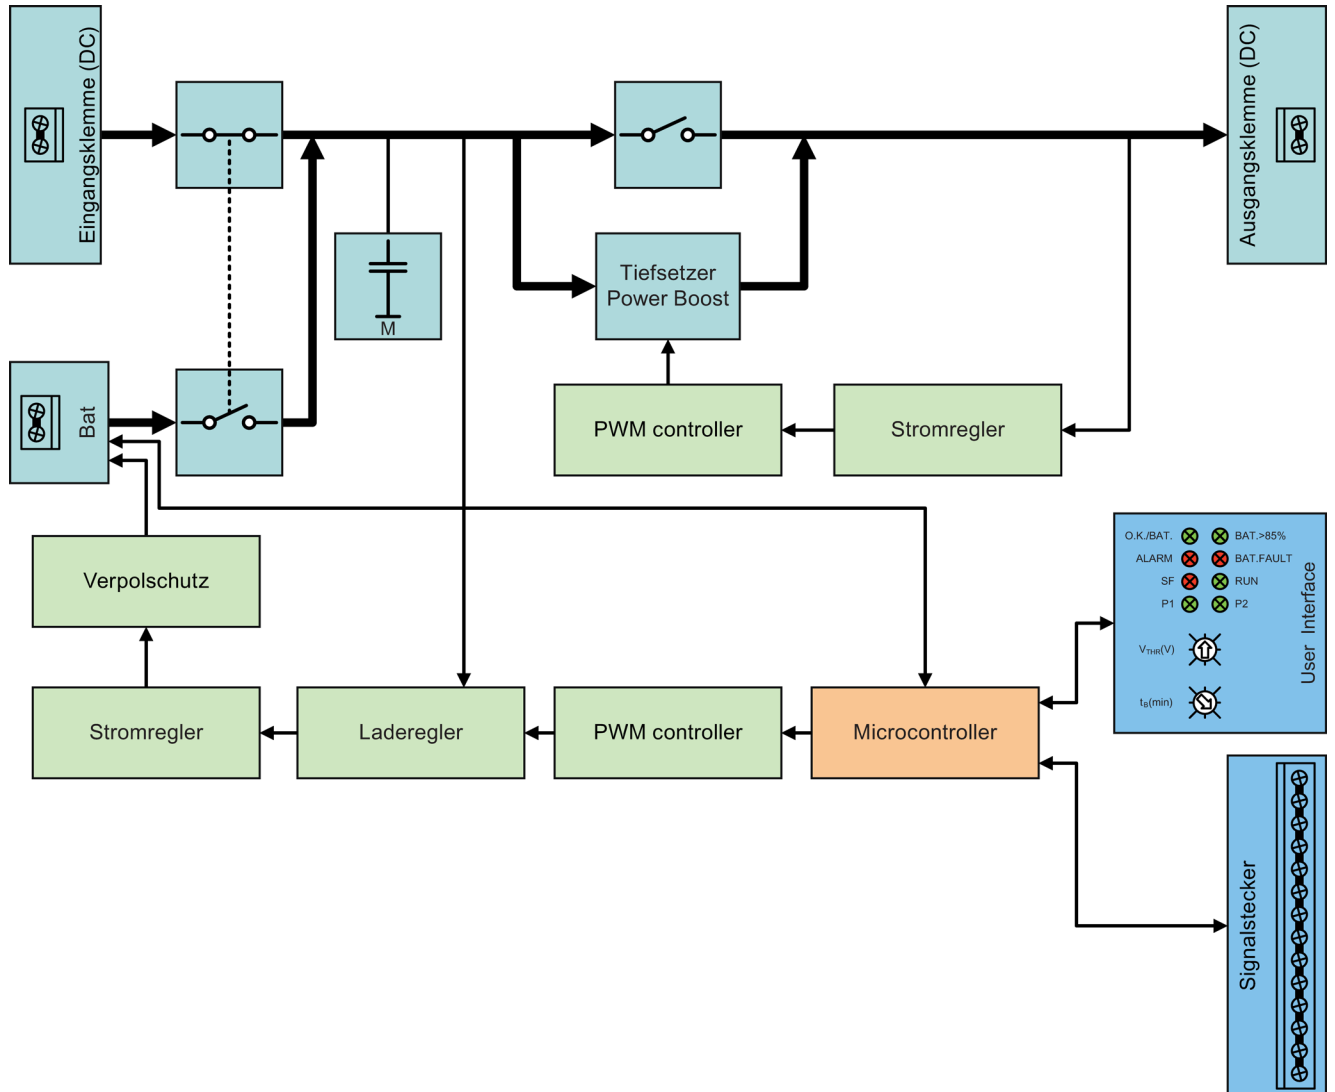 Eingangsklemme (DC)
Ausgangsklemme (DC)
M
Tiefsetzer
Power Boost
Bat
PWM controller
Stromregler
Verpolschutz
O.K./BAT.
BAT.>85%
ALARM
BAT.FAULT
SF
RUN
P1
P2
VTHR(V)
tB(min)
User Interface
Stromregler
Laderegler
PWM controller
Microcontroller
Signalstecker